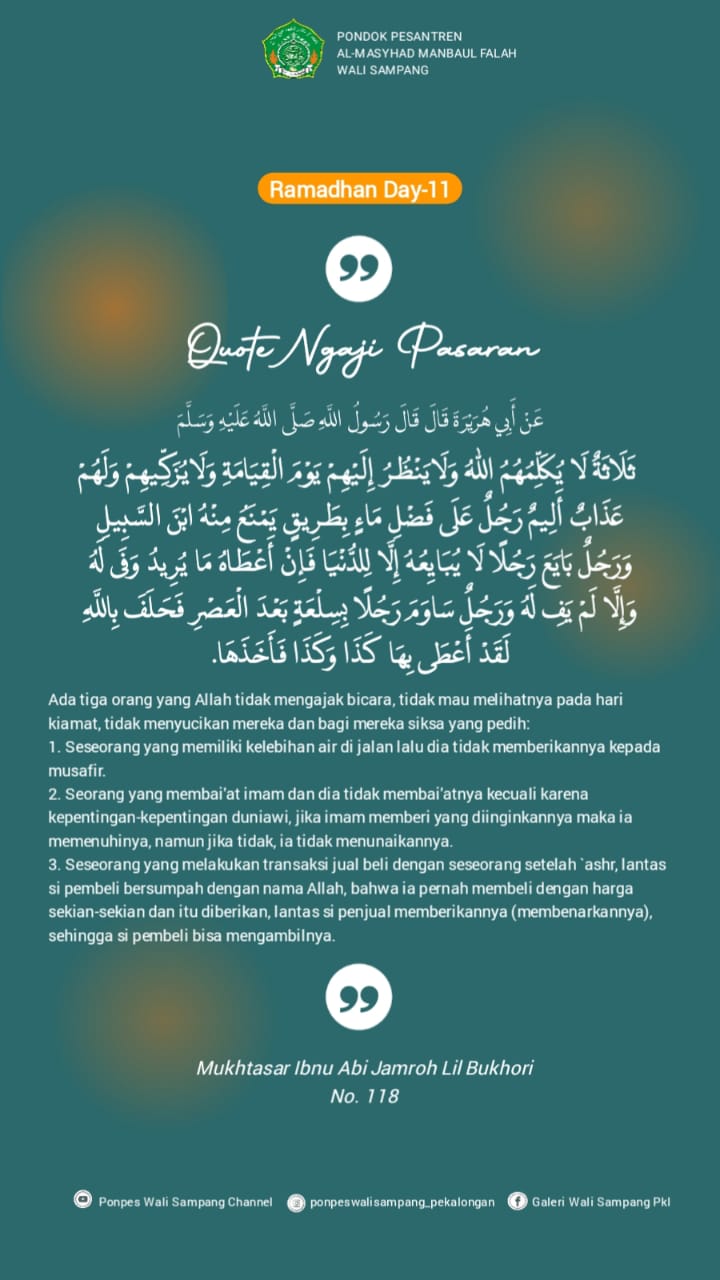 PONDOK PESANTREN
AL-MASYHAD MANBAUL FALAH
WALI SAMPANG
Ramadhan Day-11
Quote Ngaji Pasaran
عَنْ أَبِي هُرَيْرَةَ قَالَ قَالَ رَسُولُ اللَّهِ صَلَّى اللَّهُ عَلَيْهِ وَسَلَّمَ
ثَلَاثَةٌ لَا يُكَلِّمُهُمُ اللهُ وَلَا يَنْظُرُ إِلَيْهِمْ يَوْمَ الْقِيَامَةِ وَلَا يُزَكِّيهِمْ وَلَهُمْ
عَذَابٌ أَلِيمٌ رَجُلٌ عَلَى فَضْلِ مَاءٍ بِطَرِيقٍ يَمْنَعُ مِنْهُ ابْنَ السَّبِيلِ
وَرَجُلٌ بَايَعَ رَجُلًا لَا يُبَايِعُهُ إِلَّا لِلدُّنْيَا فَإِنْ أَعْطَاهُ مَا يُرِيدُ وَفَى لَهُ
وَإِلَّا لَمْ يَفِ لَهُ وَرَجُلٌ سَاوَمَ رَجُلًا بِسِلْعَةٍ بَعْدَ الْعَصْرِ فَحَلَفَ بِاللَّهِ
لَقَدْ أَعْطَى بِهَا كَذَا وَكَذَا فَأَخَذَهَا.
Ada tiga orang yang Allah tidak mengajak bicara, tidak mau melihatnya pada hari
kiamat, tidak menyucikan mereka dan bagi mereka siksa yang pedih:
1. Seseorang yang memiliki kelebihan air di jalan lalu dia tidak memberikannya kepada
musafir.
2. Seorang yang membai'at imam dan dia tidak membai'atnya kecuali karena
kepentingan-kepentingan duniawi, jika imam memberi yang diinginkannya maka ia
memenuhinya, namun jika tidak, ia tidak menunaikannya.
3. Seseorang yang melakukan transaksi jual beli dengan seseorang setelah `ashr, lantas
si pembeli bersumpah dengan nama Allah, bahwa ia pernah membeli dengan harga
sekian-sekian dan itu diberikan, lantas si penjual memberikannya (membenarkannya),
sehingga si pembeli bisa mengambilnya.
Mukhtasar Ibnu Abi Jamroh Lil Bukhori
No. 118
Ponpes Wali Sampang Channel
ponpeswalisampang_pekalongan
Galeri Wali Sampang Pkl